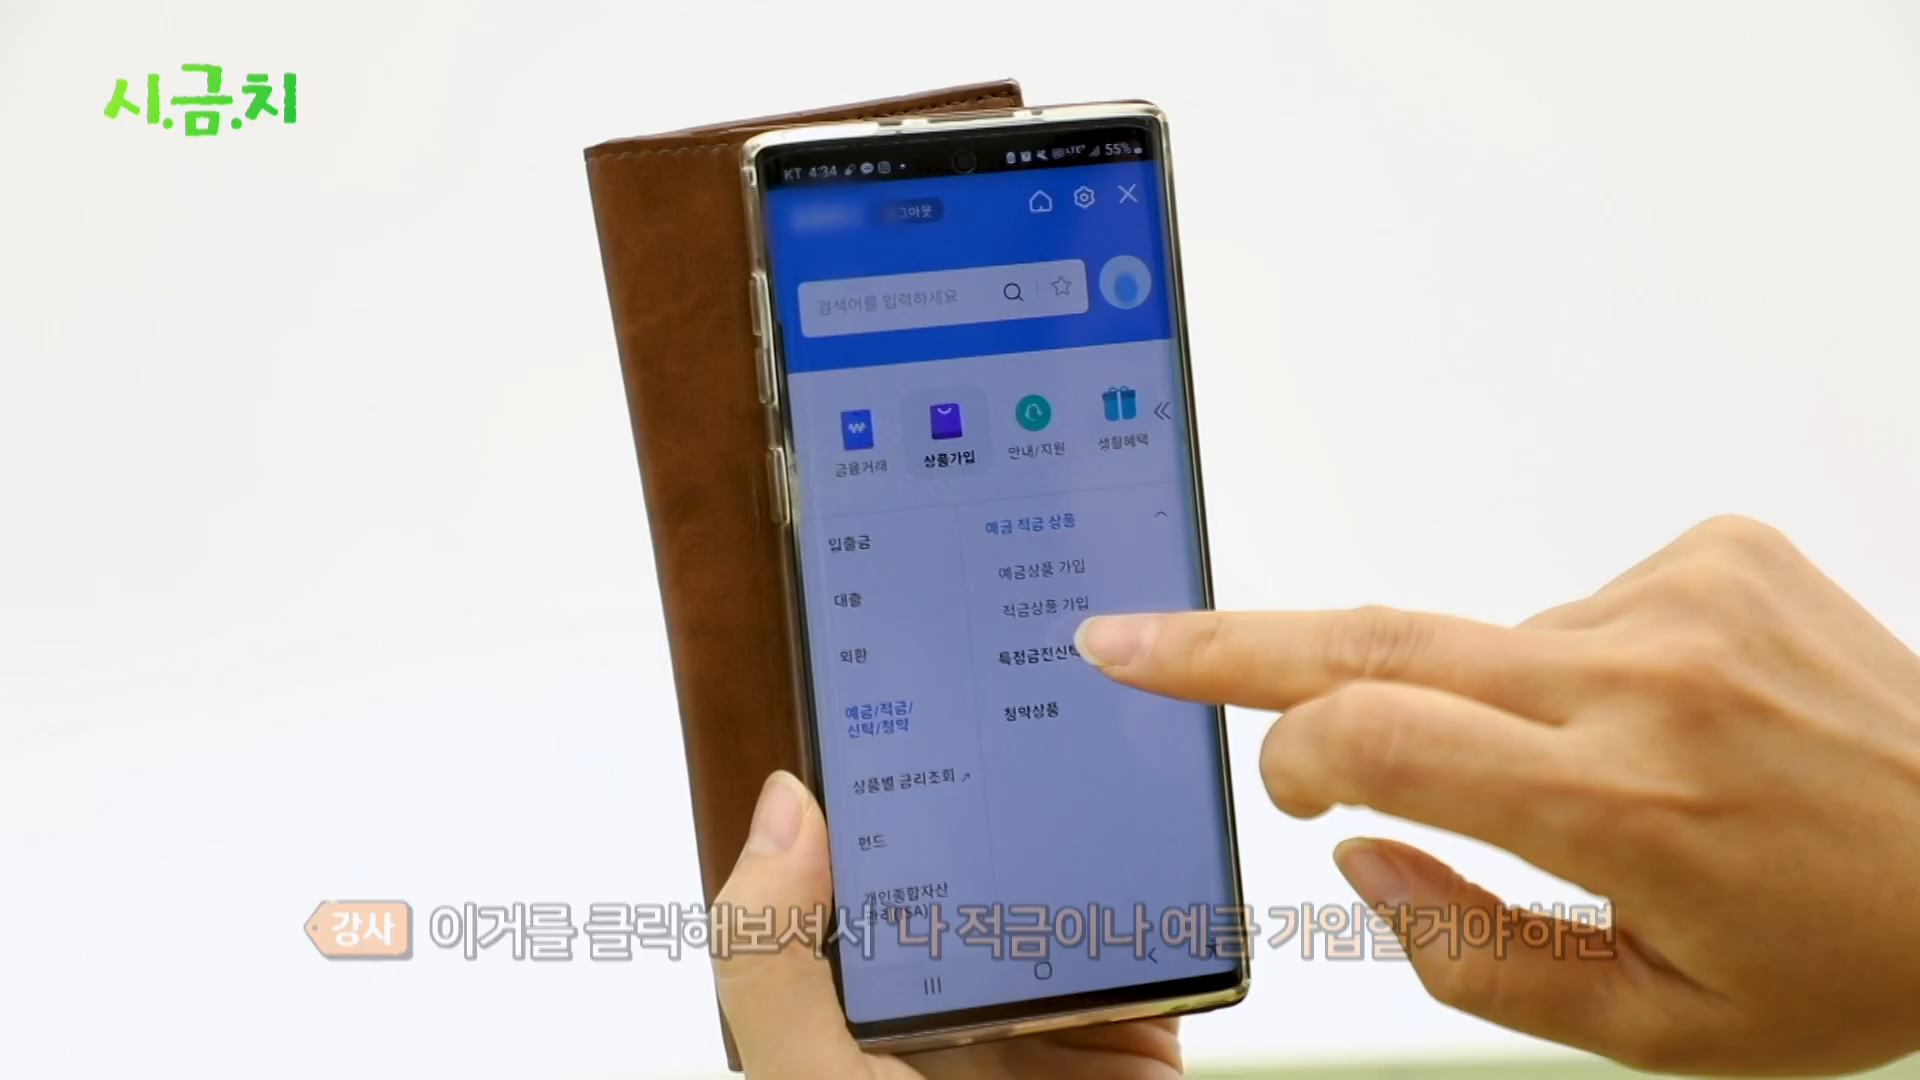 시.금.치
KT 4:34
LTE
55%
그아웃
검색어를 입력하세요
금융거래
상품가입
안내/지원
생활혜택
입출금
대출
외환
예금/적금/
신탁/청약
상품별 금리조회
펀드
개인종합자산
관리(ISA)
예금 적금 상품
예금상품 가입
적금상품 가입
특정금전신탁
청약상품
강사 이거를 클릭해보셔서 '나 적금이나 예금 가입할거야' 하면